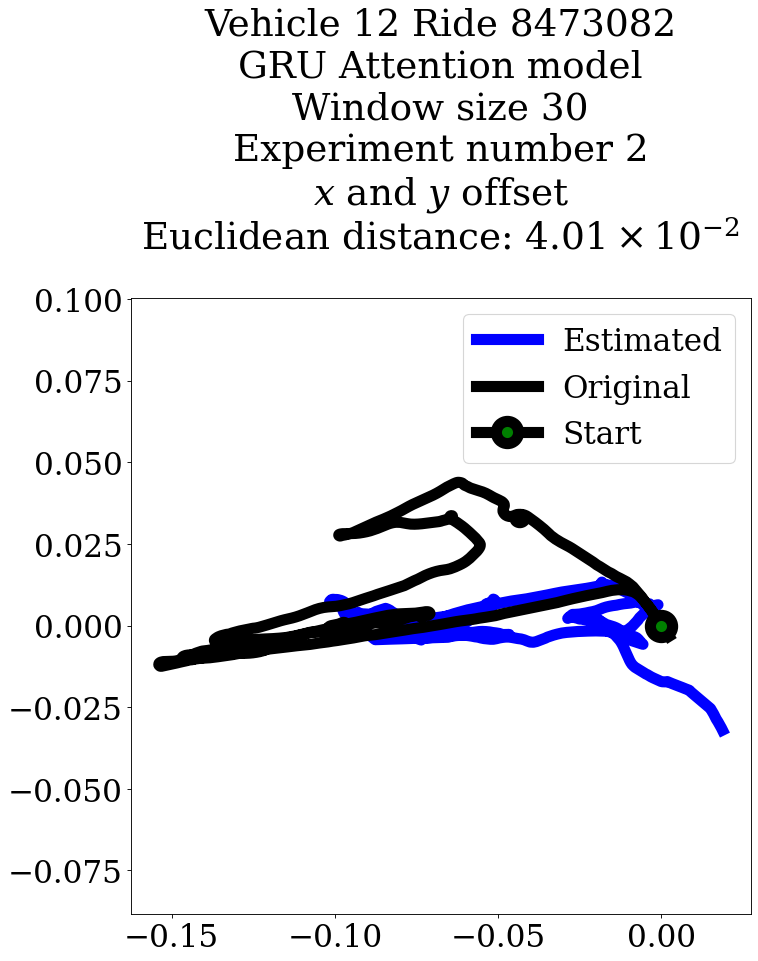 Vehicle 12 Ride 8473082
GRU Attention model
Window size 30
Experiment number 2
x and y offset
Euclidean distance: 4.01 × 10⁻²
0.100
0.075
0.050
0.025
0.000
−0.025
−0.050
−0.075
Estimated
Original
Start
−0.15
−0.10
−0.05
0.00